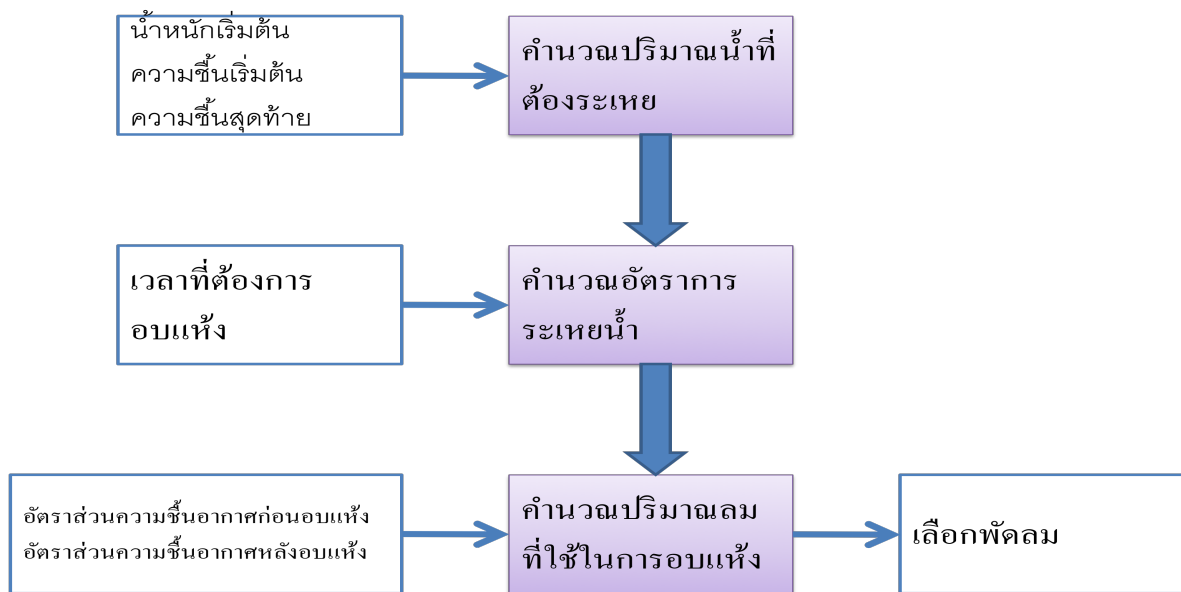 น้ำหนักเริ่มต้น
ความชื้นเริ่มต้น
ความชื้นสุดท้าย
คำนวณปริมาณน้ำที่
ต้องระเหย
เวลาที่ต้องการ
อบแห้ง
คำนวณอัตราการ
ระเหยน้ำ
อัตราส่วนความชื้นอากาศก่อนอบแห้ง
อัตราส่วนความชื้นอากาศหลังอบแห้ง
คำนวณปริมาณลม
ที่ใช้ในการอบแห้ง
เลือกพัดลม